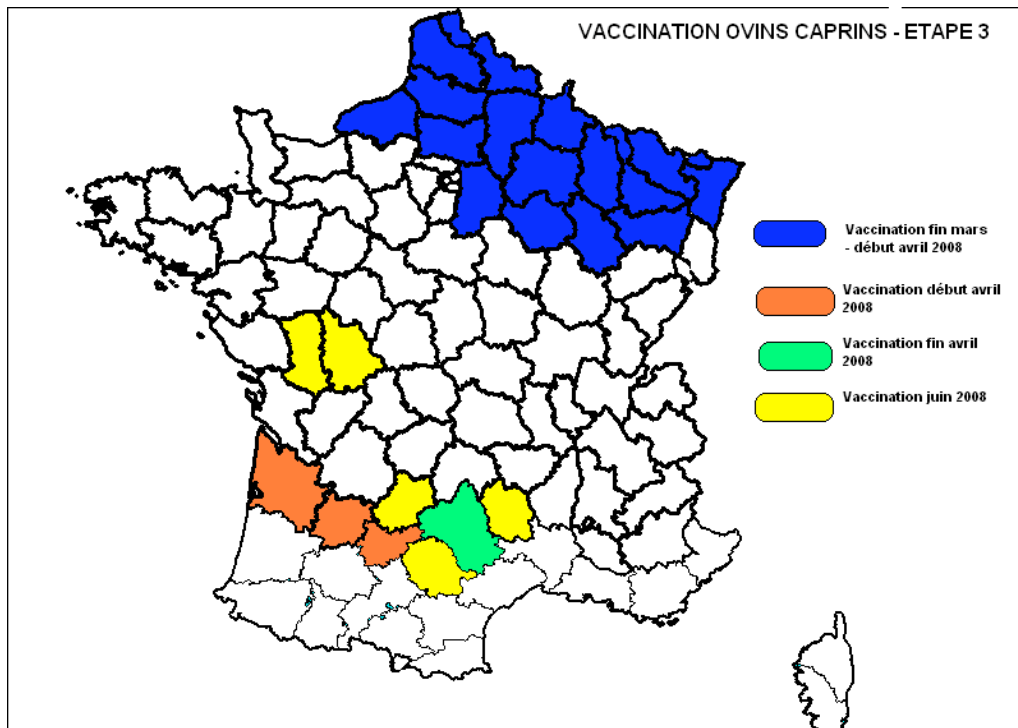 VACCINATION OVINS CAPRINS - ETAPE 3
Vaccination fin mars
- début avril 2008
Vaccination début avril
2008
Vaccination fin avril
2008
Vaccination juin 2008